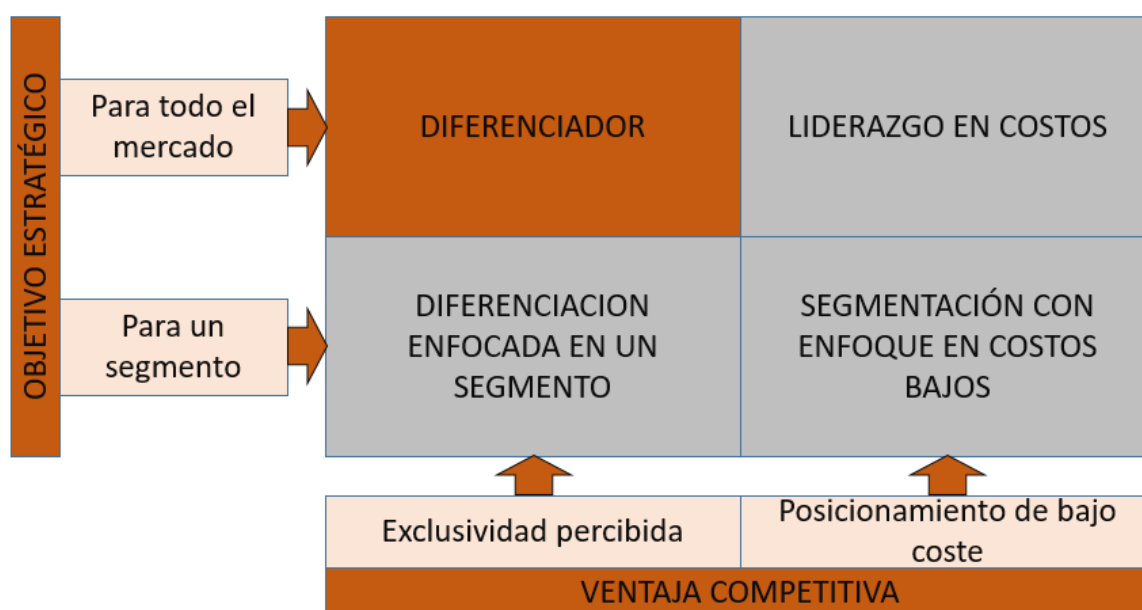 OBJETIVO ESTRATÉGICO
Para todo el
mercado
DIFERENCIADOR
LIDERAZGO EN COSTOS
Para un
segmento
DIFERENCIACION
ENFOCADA EN UN
SEGMENTO
SEGMENTACIÓN CON
ENFOQUE EN COSTOS
BAJOS
Exclusividad percibida
Posicionamiento de bajo
coste
VENTAJA COMPETITIVA